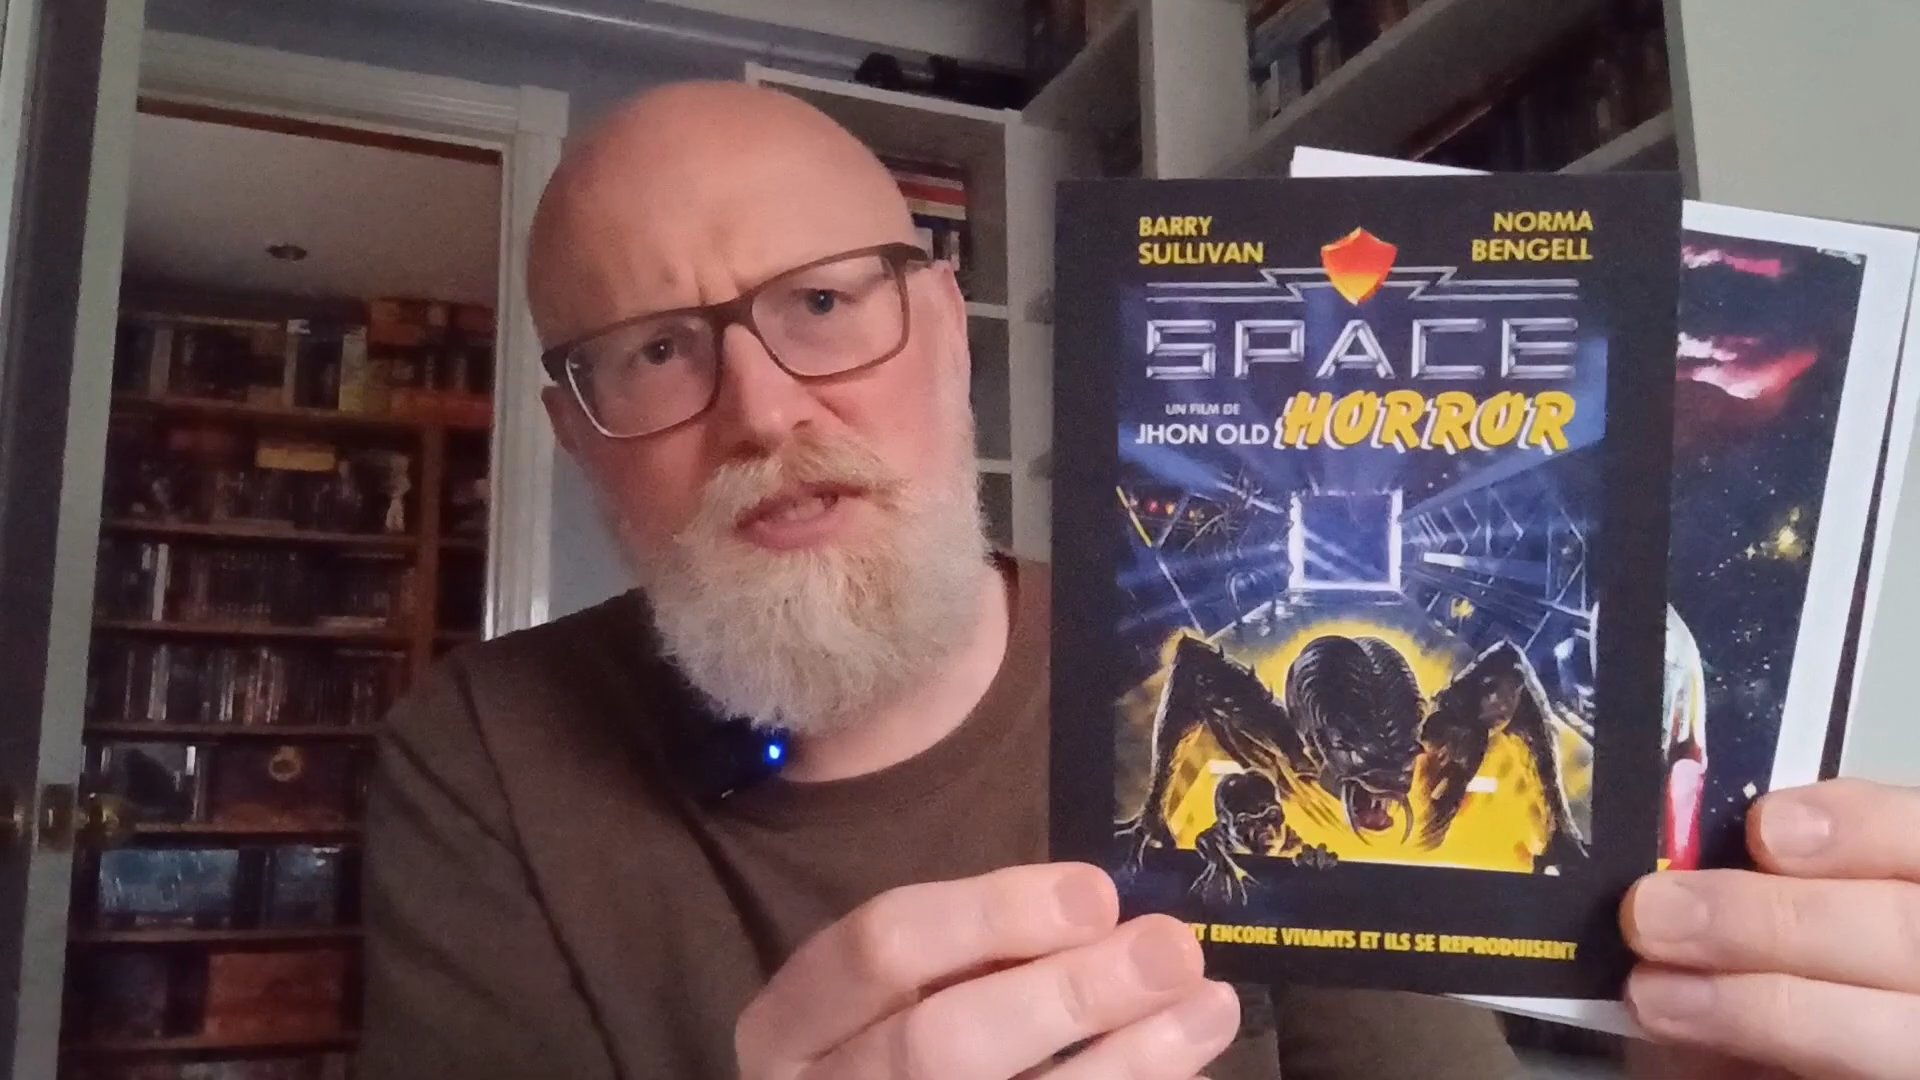 BARRY
SULLIVAN
NORMA
BENGELL
SPACE
UN FILM DE
JHON OLD
HORROR
ENCORE VIVANTS ET ILS SE REPRODUISENT